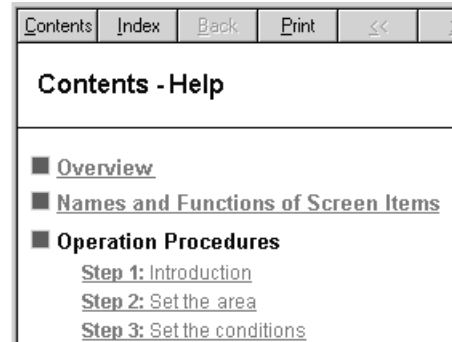 Contents Index Back Print <<
Contents - Help
Overview
Names and Functions of Screen Items
Operation Procedures
Step 1: Introduction
Step 2: Set the area
Step 3: Set the conditions